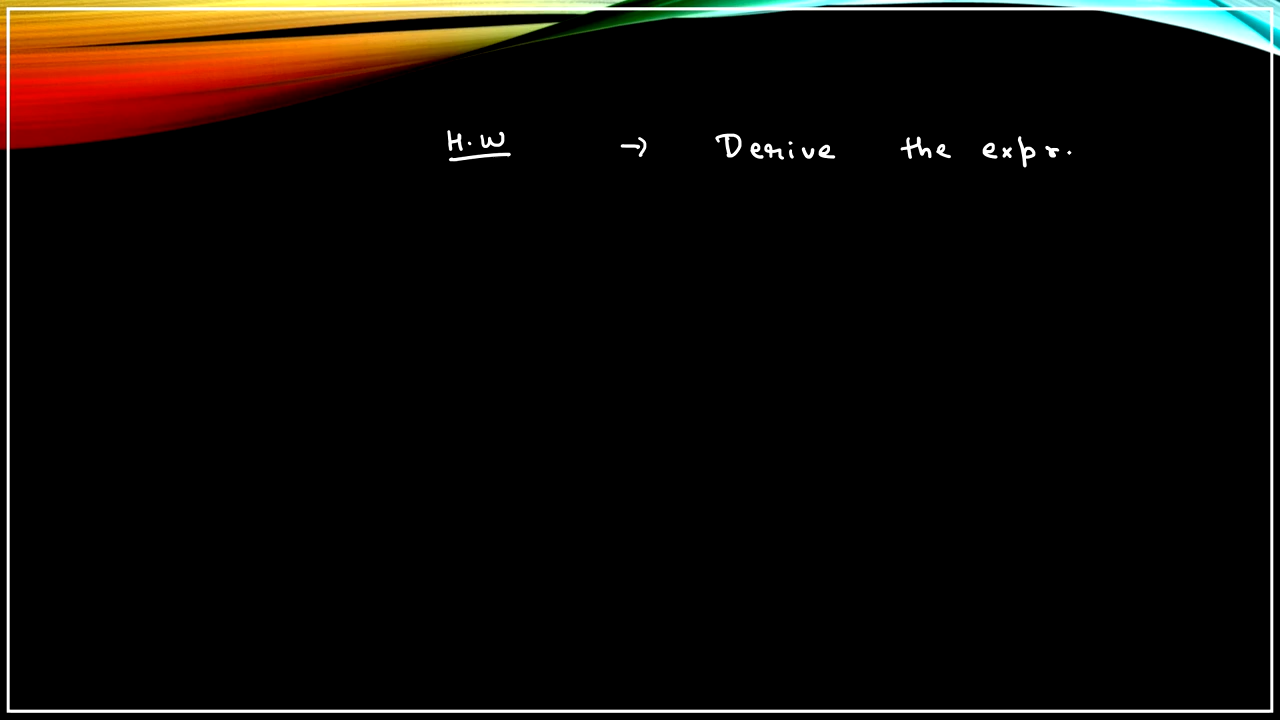 H.W → Derive the expr.